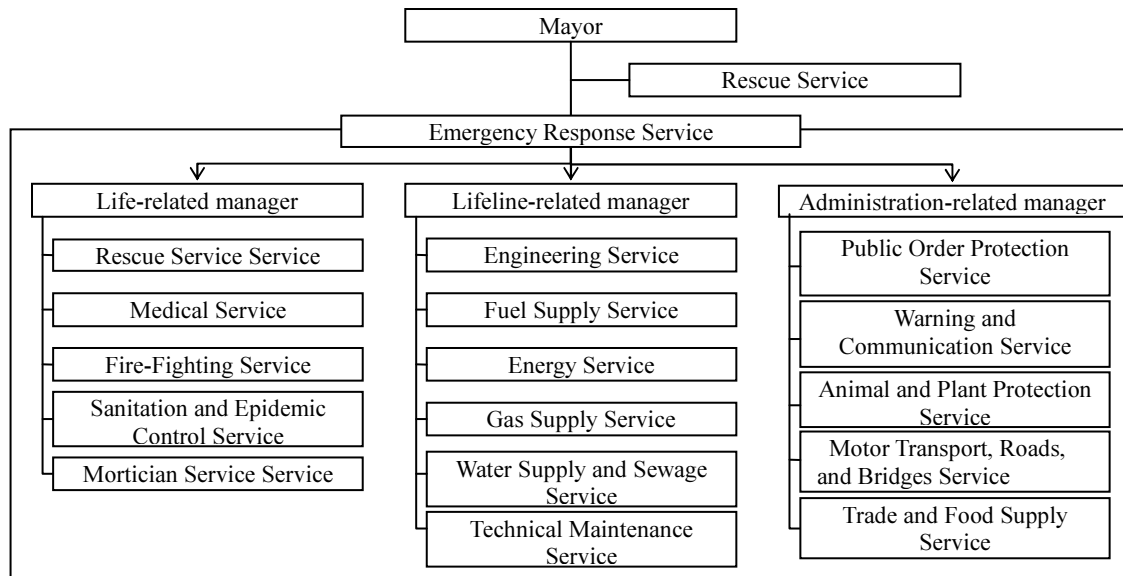 Mayor
Rescue Service
Emergency Response Service
Life-related manager
Rescue Service Service
Medical Service
Fire-Fighting Service
Sanitation and Epidemic
Control Service
Mortician Service Service
Lifeline-related manager
Engineering Service
Fuel Supply Service
Energy Service
Gas Supply Service
Water Supply and Sewage
Service
Technical Maintenance
Service
Administration-related manager
Public Order Protection
Service
Warning and
Communication Service
Animal and Plant Protection
Service
Motor Transport, Roads,
and Bridges Service
Trade and Food Supply
Service